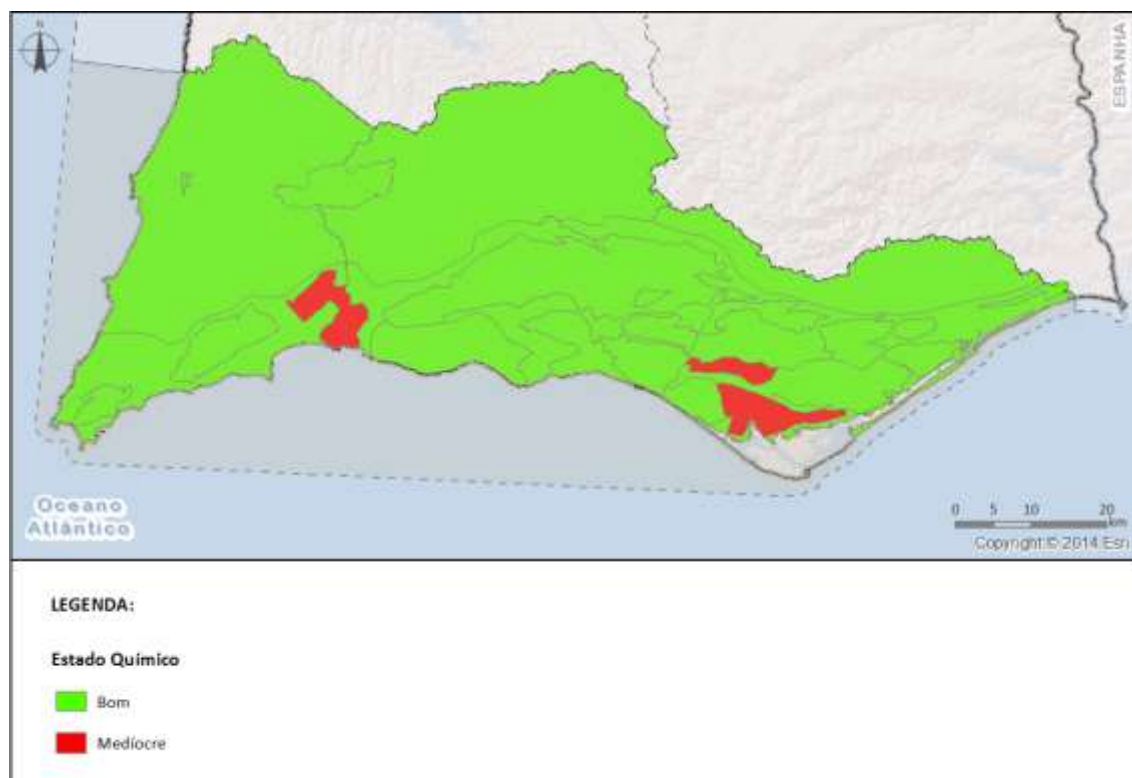 N
ESPANHA
Oceano
Atlântico
0 5 10 20
km
Copyright © 2014 Esri
LEGENDA:
Estado Químico
Bom
Medíocre